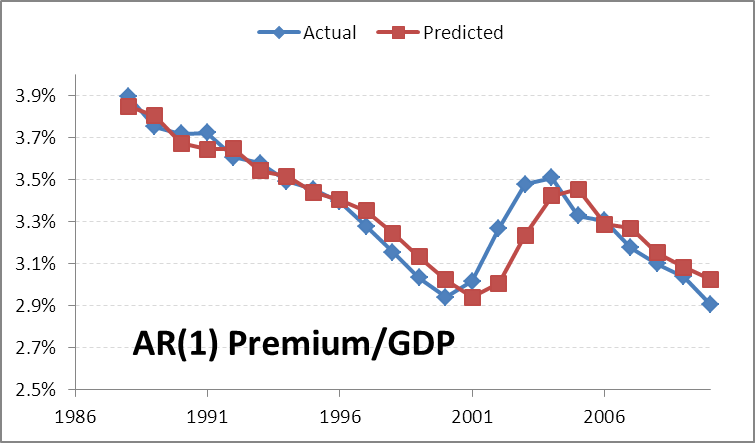 Actual Predicted
3.9%
3.7%
3.5%
3.3%
3.1%
2.9%
2.7%
2.5%
AR(1) Premium/GDP
1986 1991 1996 2001 2006